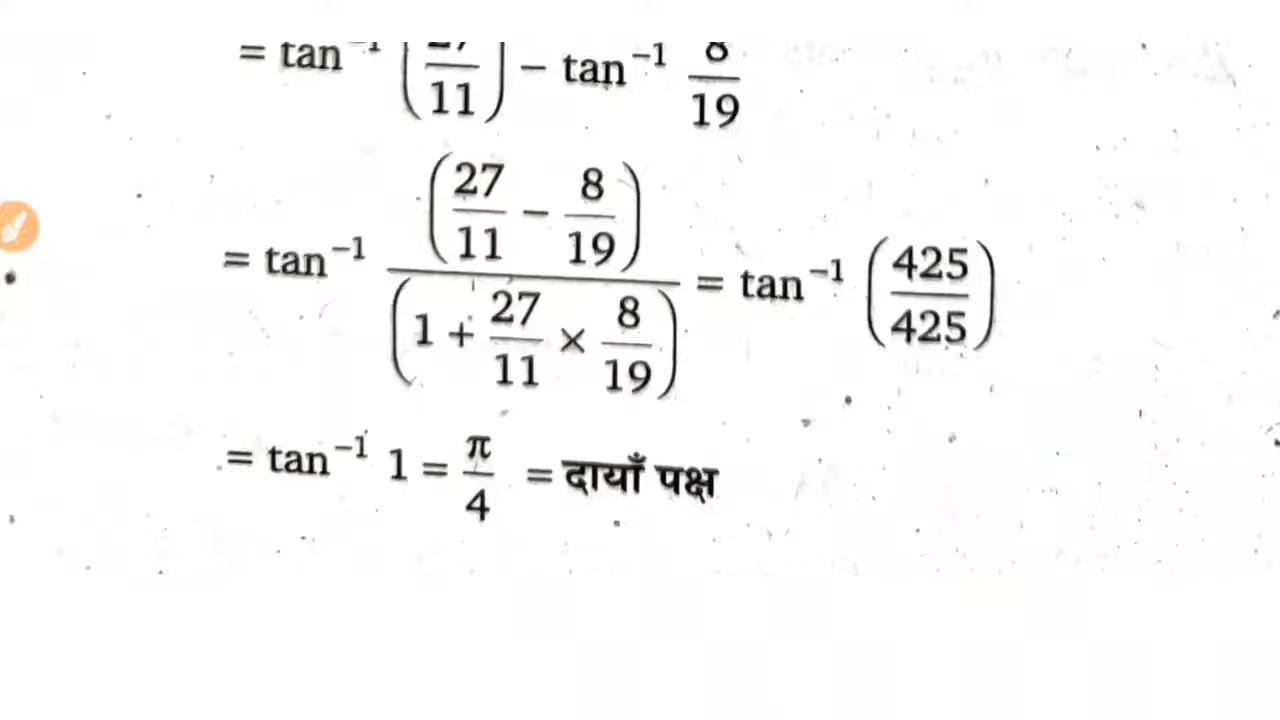 = tan⁻¹ (27/11) − tan⁻¹ 8/19
= tan⁻¹ (27/11 − 8/19)/(1 + 27/11 × 8/19) = tan⁻¹ (425/425)
= tan⁻¹ 1 = π/4 = दायाँ पक्ष